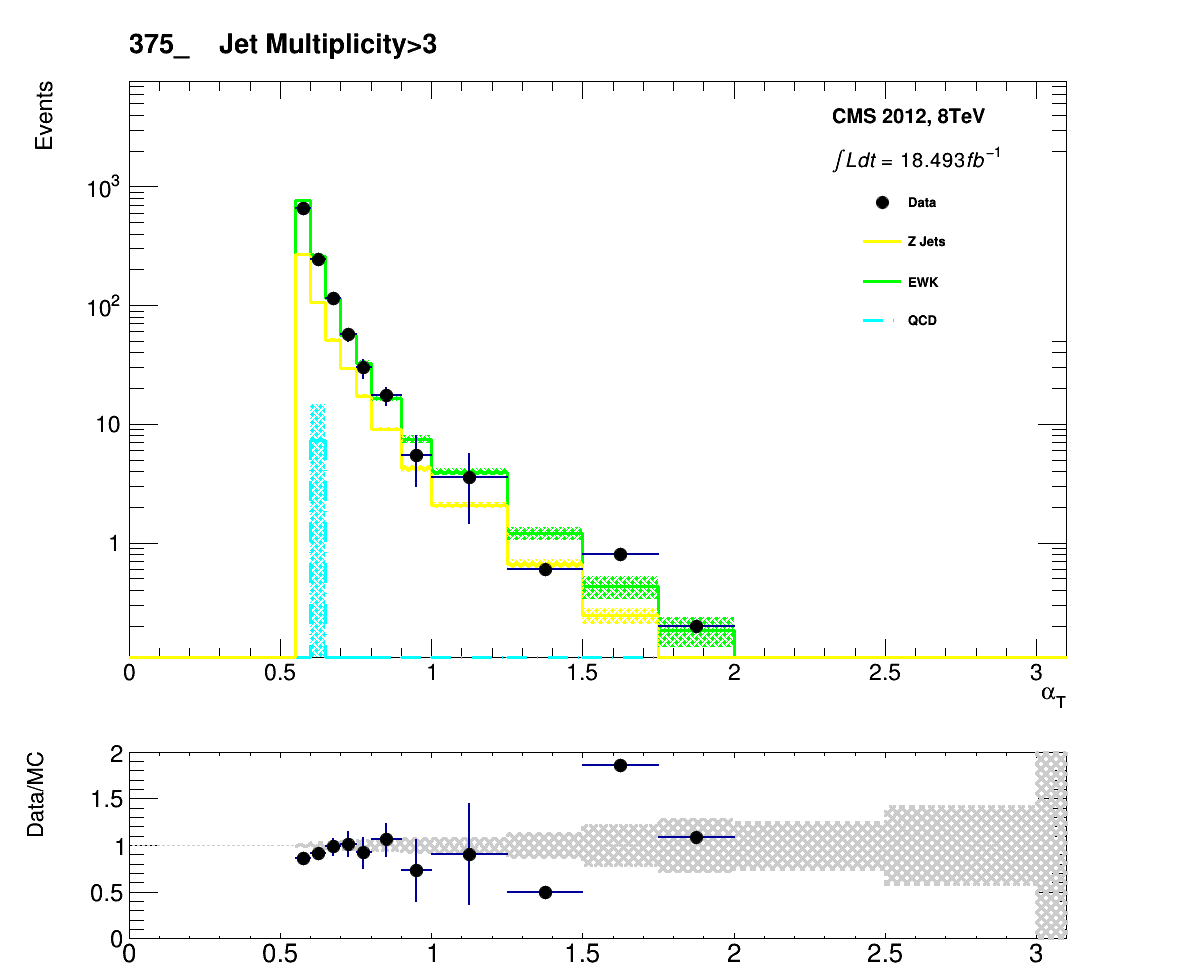 375_ Jet Multiplicity>3
Events
CMS 2012, 8TeV
∫Ldt = 18.493fb⁻¹
Data
Z Jets
EWK
QCD
10³
10²
10
1
0 0.5 1 1.5 2 2.5 3
α_T
Data/MC
2
1.5
1
0.5
0
0 0.5 1 1.5 2 2.5 3